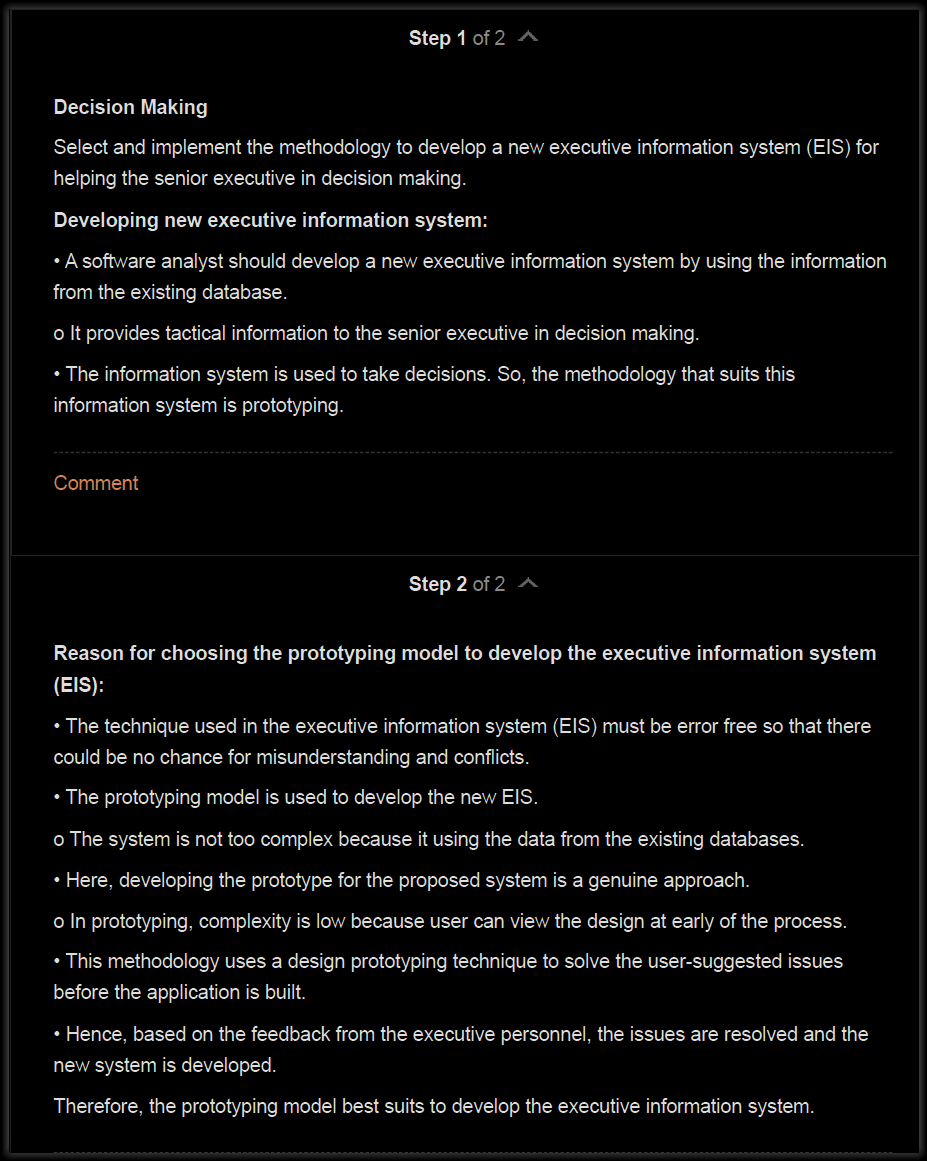 Step 1 of 2
Decision Making
Select and implement the methodology to develop a new executive information system (EIS) for
helping the senior executive in decision making.
Developing new executive information system:
• A software analyst should develop a new executive information system by using the information
from the existing database.
o It provides tactical information to the senior executive in decision making.
• The information system is used to take decisions. So, the methodology that suits this
information system is prototyping.
Comment
Step 2 of 2
Reason for choosing the prototyping model to develop the executive information system
(EIS):
• The technique used in the executive information system (EIS) must be error free so that there
could be no chance for misunderstanding and conflicts.
• The prototyping model is used to develop the new EIS.
o The system is not too complex because it using the data from the existing databases.
• Here, developing the prototype for the proposed system is a genuine approach.
o In prototyping, complexity is low because user can view the design at early of the process.
• This methodology uses a design prototyping technique to solve the user-suggested issues
before the application is built.
• Hence, based on the feedback from the executive personnel, the issues are resolved and the
new system is developed.
Therefore, the prototyping model best suits to develop the executive information system.